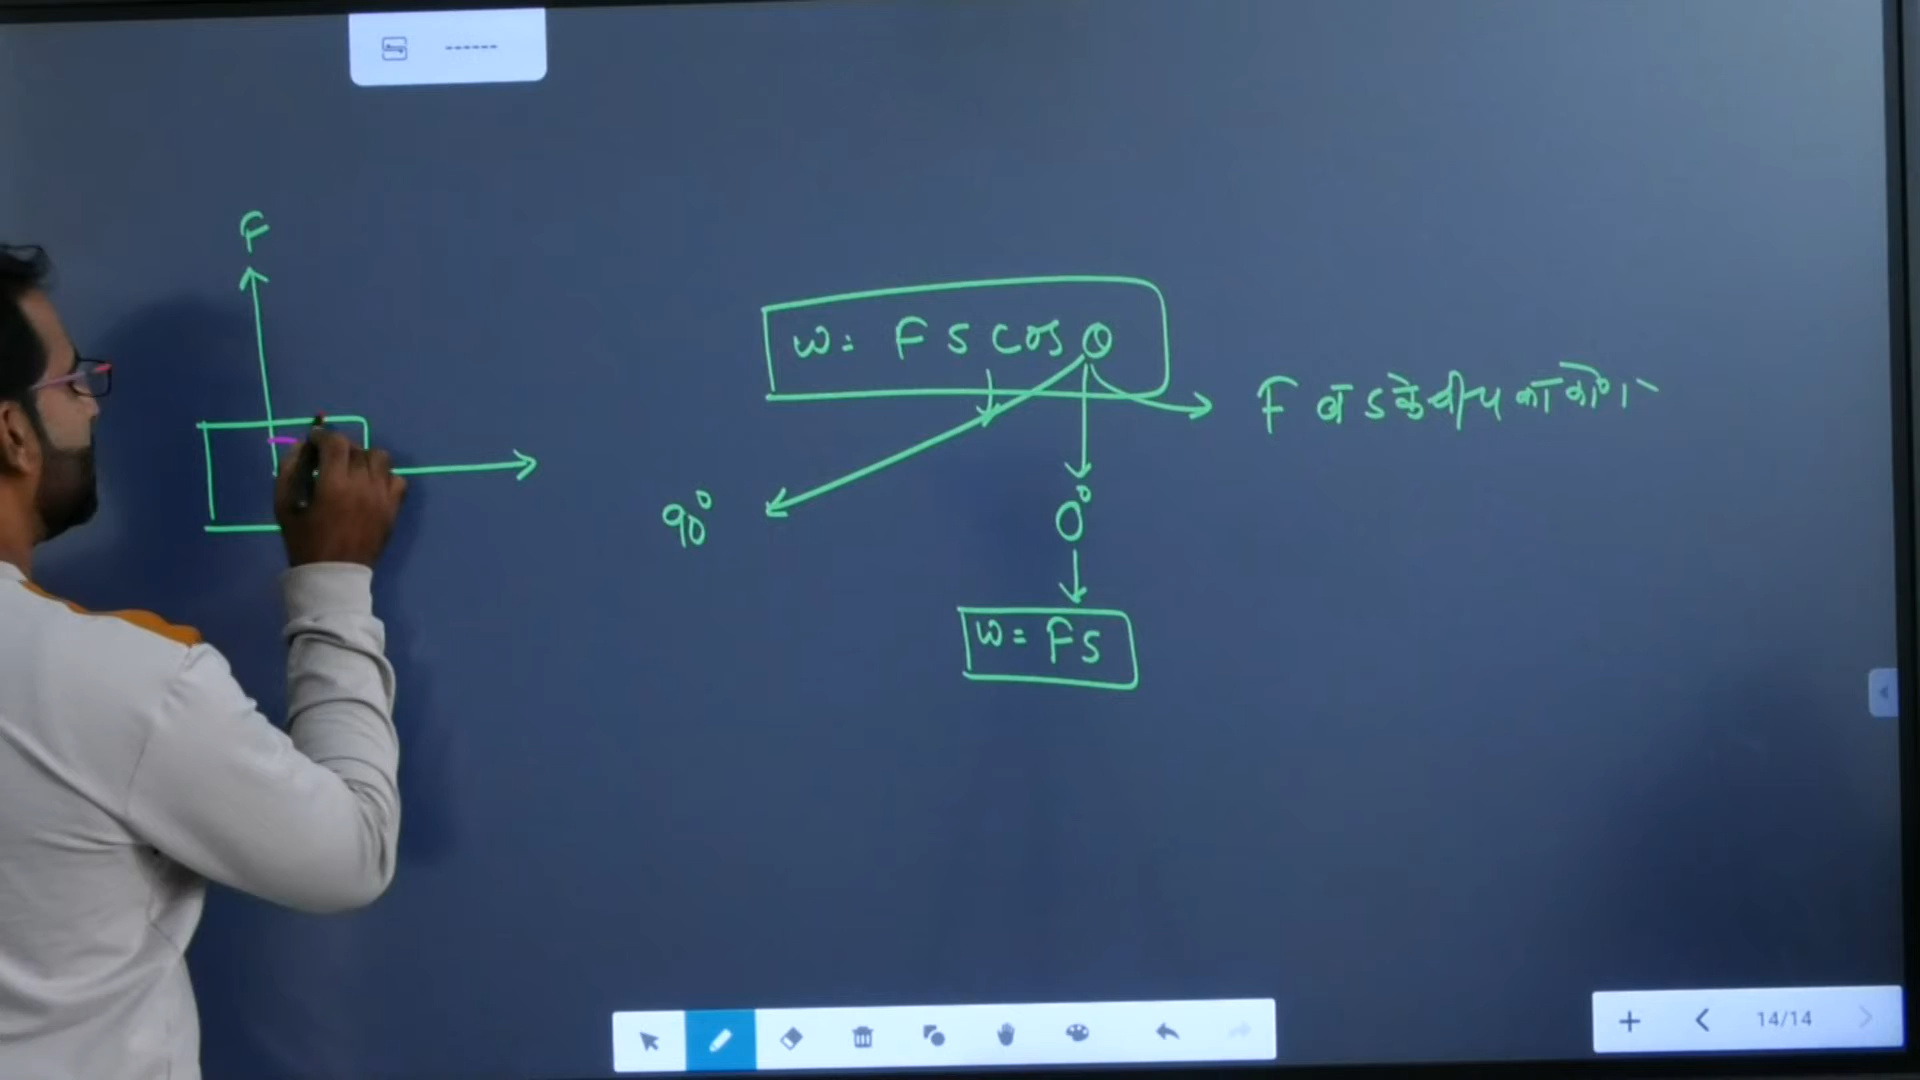 F
W = F S Cos θ
F व S के बीच का कोण
90°
0°
W = FS
14/14